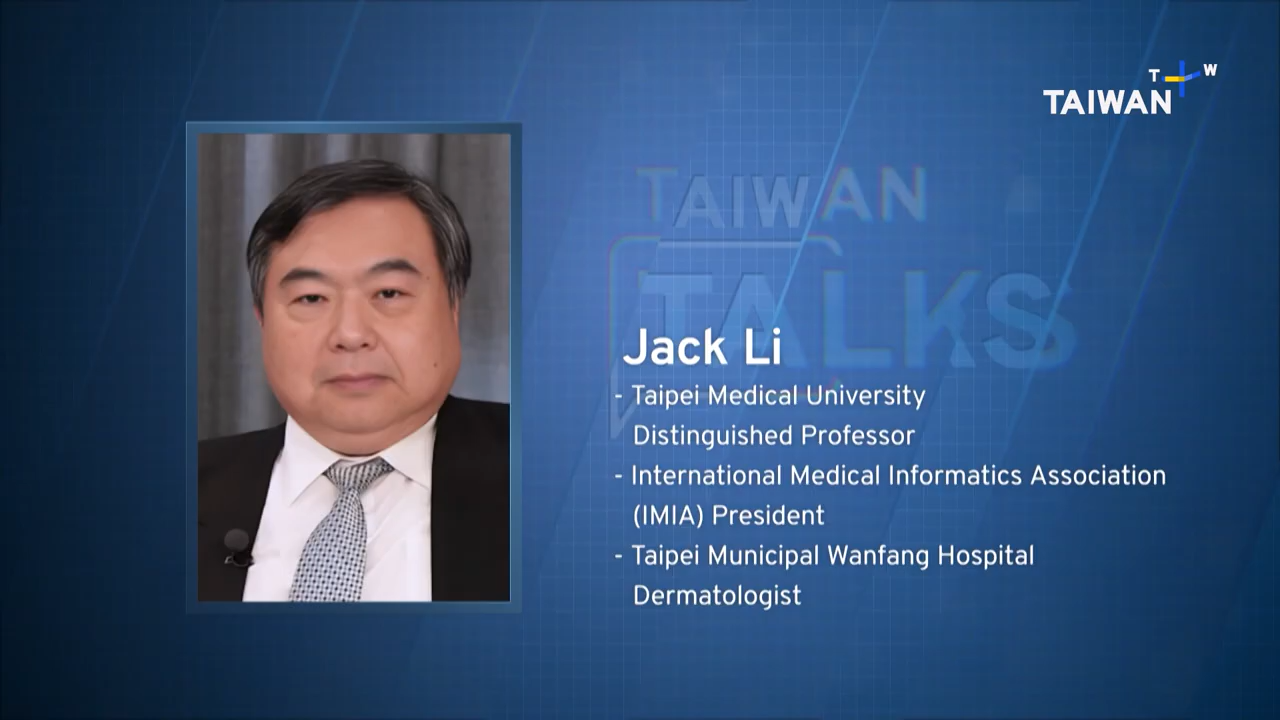 T W
TAIWAN
TAIWAN
TALKS
Jack Li
- Taipei Medical University
Distinguished Professor
- International Medical Informatics Association
(IMIA) President
- Taipei Municipal Wanfang Hospital
Dermatologist